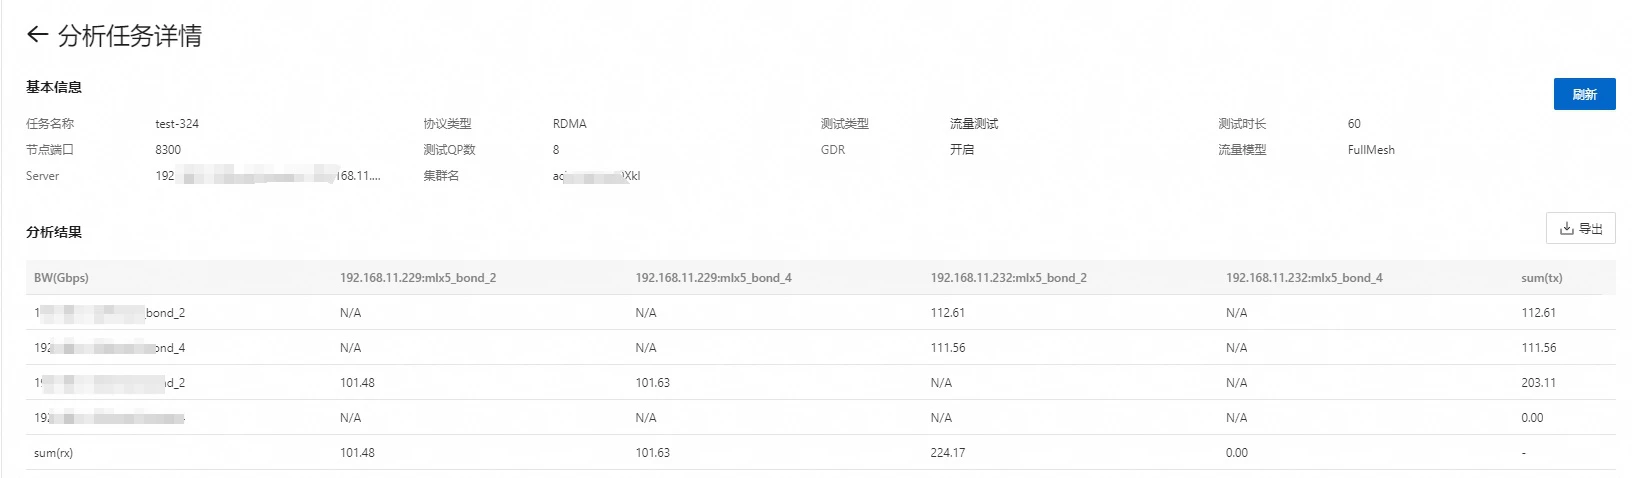 分析任务详情
基本信息
刷新
任务名称 test-324 协议类型 RDMA 测试类型 流量测试 测试时长 60
节点端口 8300 测试QP数 8 GDR 开启 流量模型 FullMesh
Server 192 168.11.... 集群名 Xkl
分析结果
导出
BW(Gbps) 192.168.11.229:mlx5_bond_2 192.168.11.229:mlx5_bond_4 192.168.11.232:mlx5_bond_2 192.168.11.232:mlx5_bond_4 sum(tx)
1 bond_2 N/A N/A 112.61 N/A 112.61
192 ond_4 N/A N/A 111.56 N/A 111.56
19 d_2 101.48 101.63 N/A N/A 203.11
192 N/A N/A N/A N/A 0.00
sum(rx) 101.48 101.63 224.17 0.00 -